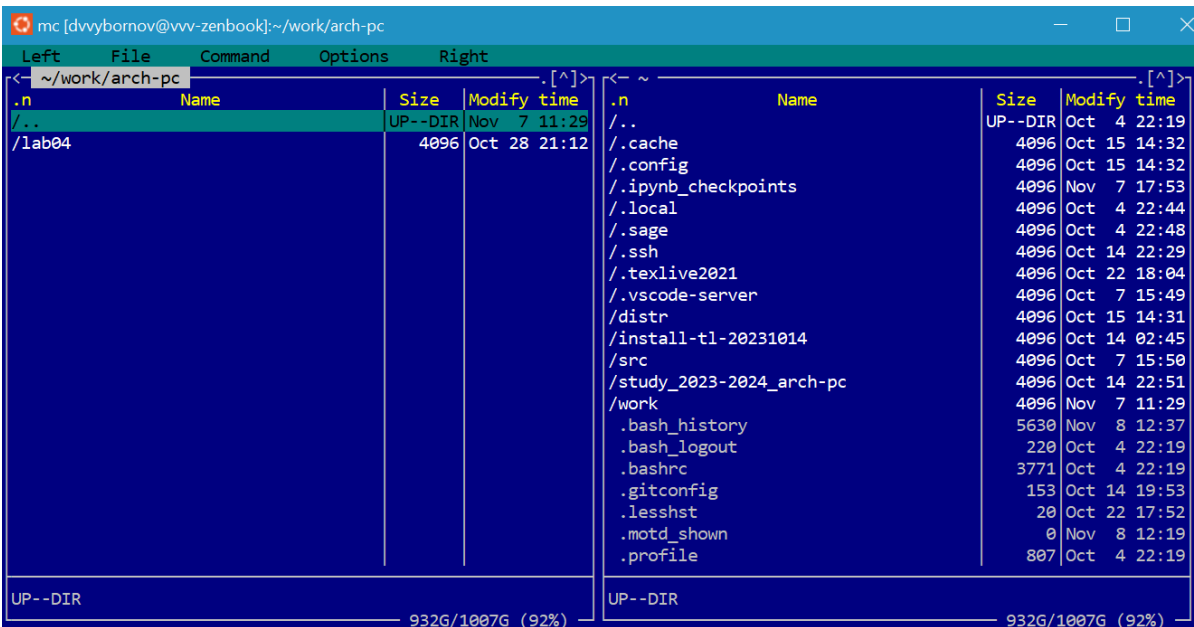 mc [dvvybornov@vvv-zenbook]:~/work/arch-pc
Left File Command Options Right
<- ~/work/arch-pc .[^]>
.n Name Size Modify time
/.. UP--DIR Nov 7 11:29
/lab04 4096 Oct 28 21:12
UP--DIR
932G/1007G (92%)
<- ~ .[^]>
.n Name Size Modify time
/.. UP--DIR Oct 4 22:19
/.cache 4096 Oct 15 14:32
/.config 4096 Oct 15 14:32
/.ipynb_checkpoints 4096 Nov 7 17:53
/.local 4096 Oct 4 22:44
/.sage 4096 Oct 4 22:48
/.ssh 4096 Oct 14 22:29
/.texlive2021 4096 Oct 22 18:04
/.vscode-server 4096 Oct 7 15:49
/distr 4096 Oct 15 14:31
/install-tl-20231014 4096 Oct 14 02:45
/src 4096 Oct 7 15:50
/study_2023-2024_arch-pc 4096 Oct 14 22:51
/work 4096 Nov 7 11:29
.bash_history 5630 Nov 8 12:37
.bash_logout 220 Oct 4 22:19
.bashrc 3771 Oct 4 22:19
.gitconfig 153 Oct 14 19:53
.lesshst 20 Oct 22 17:52
.motd_shown 0 Nov 8 12:19
.profile 807 Oct 4 22:19
UP--DIR
932G/1007G (92%)